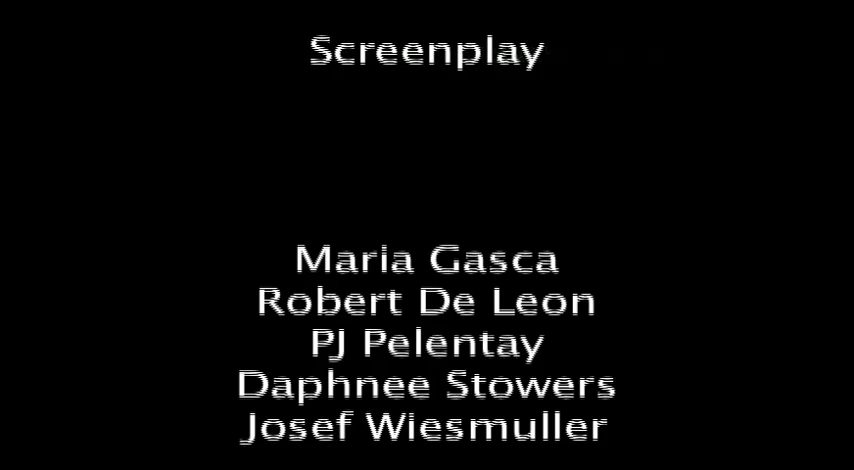 Screenplay
Maria Gasca
Robert De Leon
PJ Pelentay
Daphnee Stowers
Josef Wiesmuller